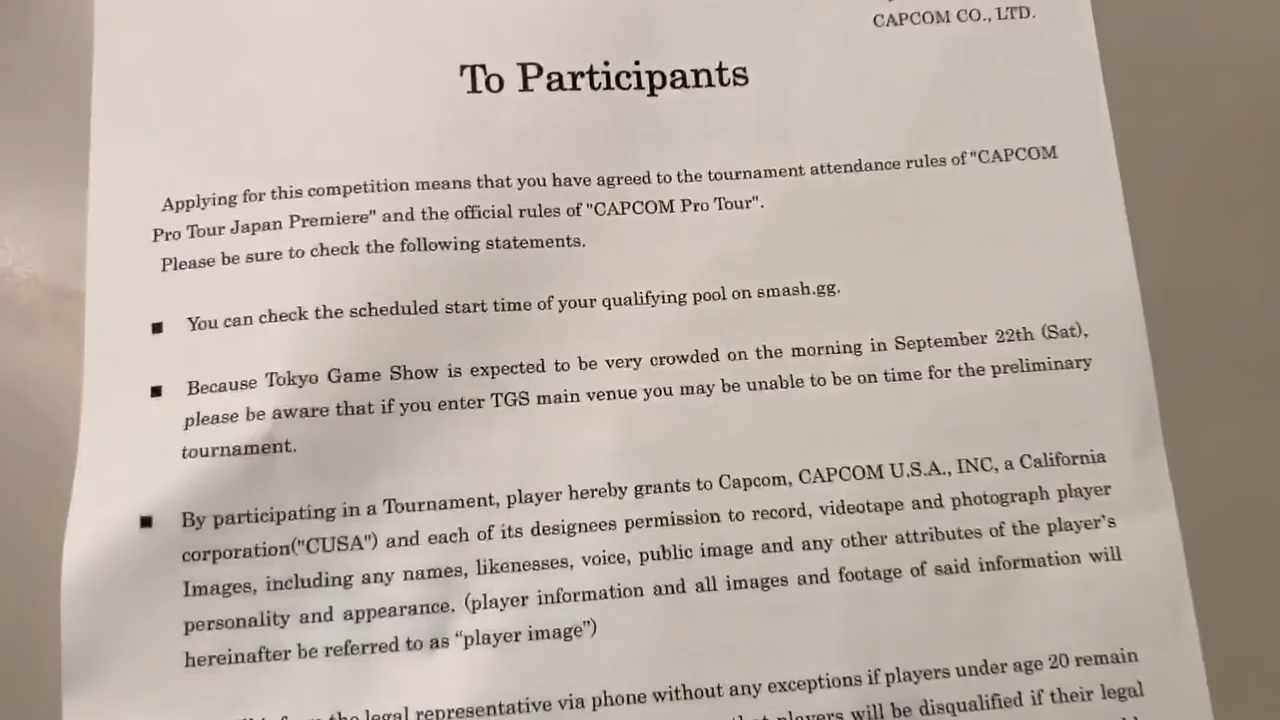 CAPCOM CO., LTD.
To Participants
Applying for this competition means that you have agreed to the tournament attendance rules of "CAPCOM
Pro Tour Japan Premiere" and the official rules of "CAPCOM Pro Tour".
Please be sure to check the following statements.
■ You can check the scheduled start time of your qualifying pool on smash.gg.
■ Because Tokyo Game Show is expected to be very crowded on the morning in September 22th (Sat),
please be aware that if you enter TGS main venue you may be unable to be on time for the preliminary
tournament.
■ By participating in a Tournament, player hereby grants to Capcom, CAPCOM U.S.A., INC, a California
corporation("CUSA") and each of its designees permission to record, videotape and photograph player
Images, including any names, likenesses, voice, public image and any other attributes of the player's
personality and appearance. (player information and all images and footage of said information will
hereinafter be referred to as “player image”)
the legal representative via phone without any exceptions if players under age 20 remain
players will be disqualified if their legal